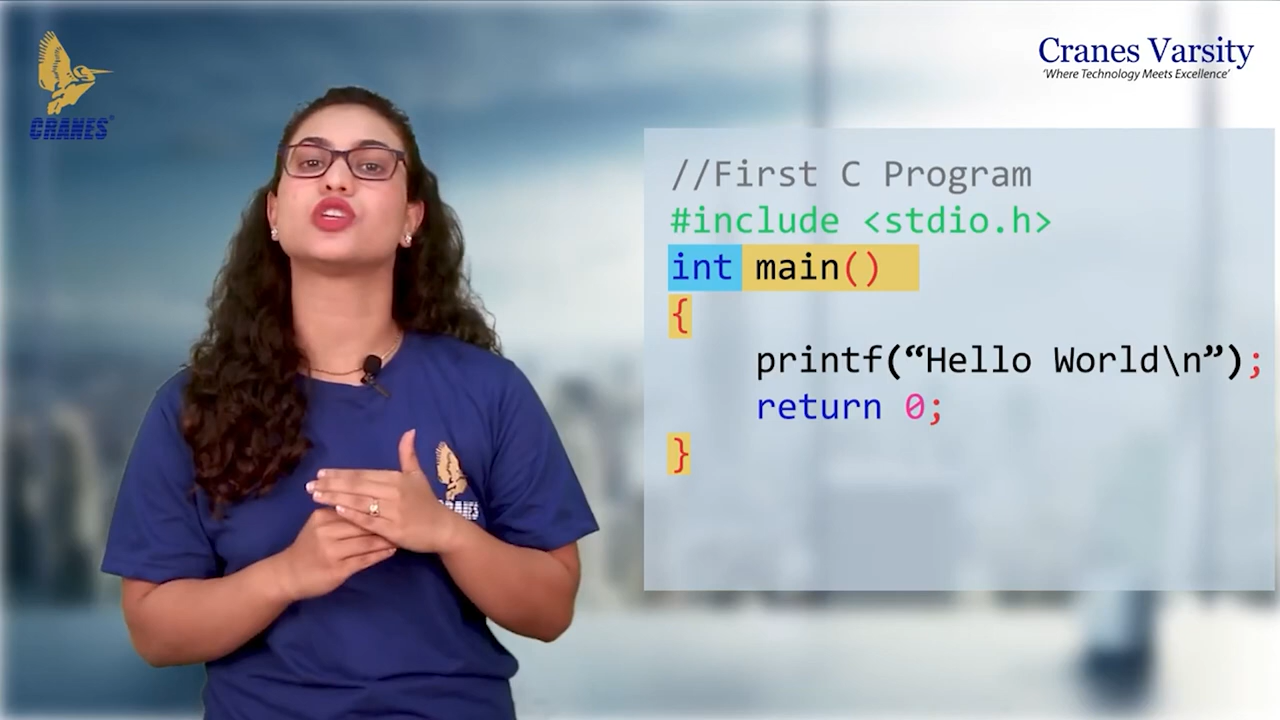 CRANES®
Cranes Varsity
‘Where Technology Meets Excellence’
//First C Program
#include <stdio.h>
int main()
{
printf(“Hello World\n”);
return 0;
}